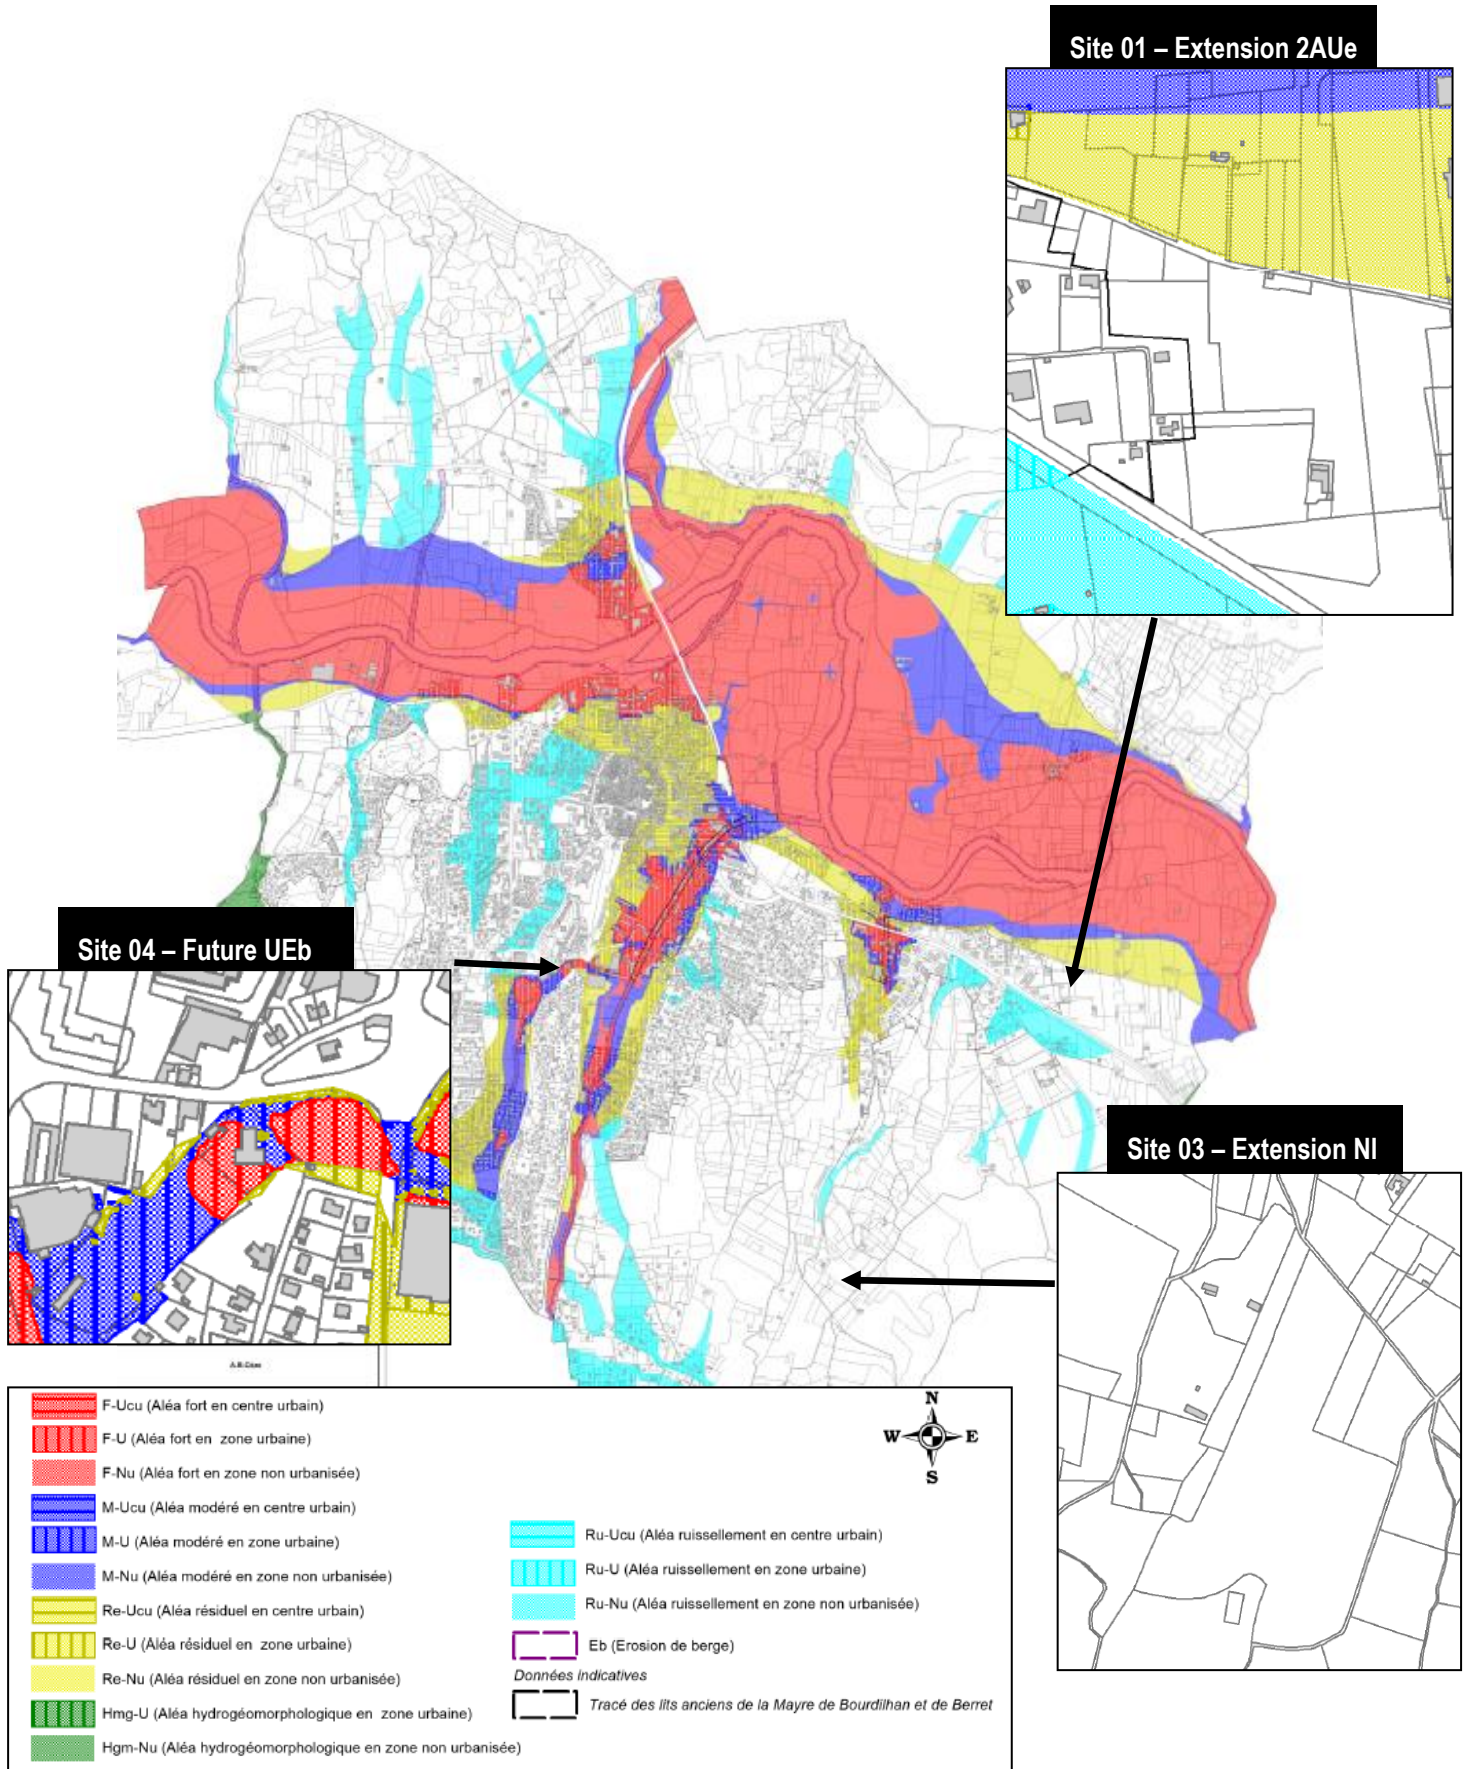 Site 01 – Extension 2AUe
Site 04 – Future UEb
Site 03 – Extension Nl
F-Ucu (Aléa fort en centre urbain)
F-U (Aléa fort en zone urbaine)
F-Nu (Aléa fort en zone non urbanisée)
M-Ucu (Aléa modéré en centre urbain)
M-U (Aléa modéré en zone urbaine)
M-Nu (Aléa modéré en zone non urbanisée)
Re-Ucu (Aléa résiduel en centre urbain)
Re-U (Aléa résiduel en zone urbaine)
Re-Nu (Aléa résiduel en zone non urbanisée)
Hmg-U (Aléa hydrogéomorphologique en zone urbaine)
Hgm-Nu (Aléa hydrogéomorphologique en zone non urbanisée)
N
W E
S
Ru-Ucu (Aléa ruissellement en centre urbain)
Ru-U (Aléa ruissellement en zone urbaine)
Ru-Nu (Aléa ruissellement en zone non urbanisée)
Eb (Erosion de berge)
Données indicatives
Tracé des lits anciens de la Mayre de Bourdilhan et de Berret